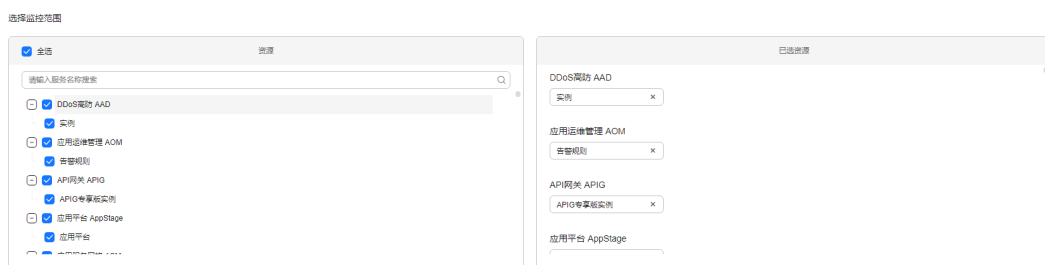 选择监控范围
全选
资源
请输入服务名称搜索
DDoS高防 AAD
实例
应用运维管理 AOM
告警规则
API网关 APIG
APIG专享版实例
应用平台 AppStage
应用平台
已选资源
DDoS高防 AAD
实例
应用运维管理 AOM
告警规则
API网关 APIG
APIG专享版实例
应用平台 AppStage